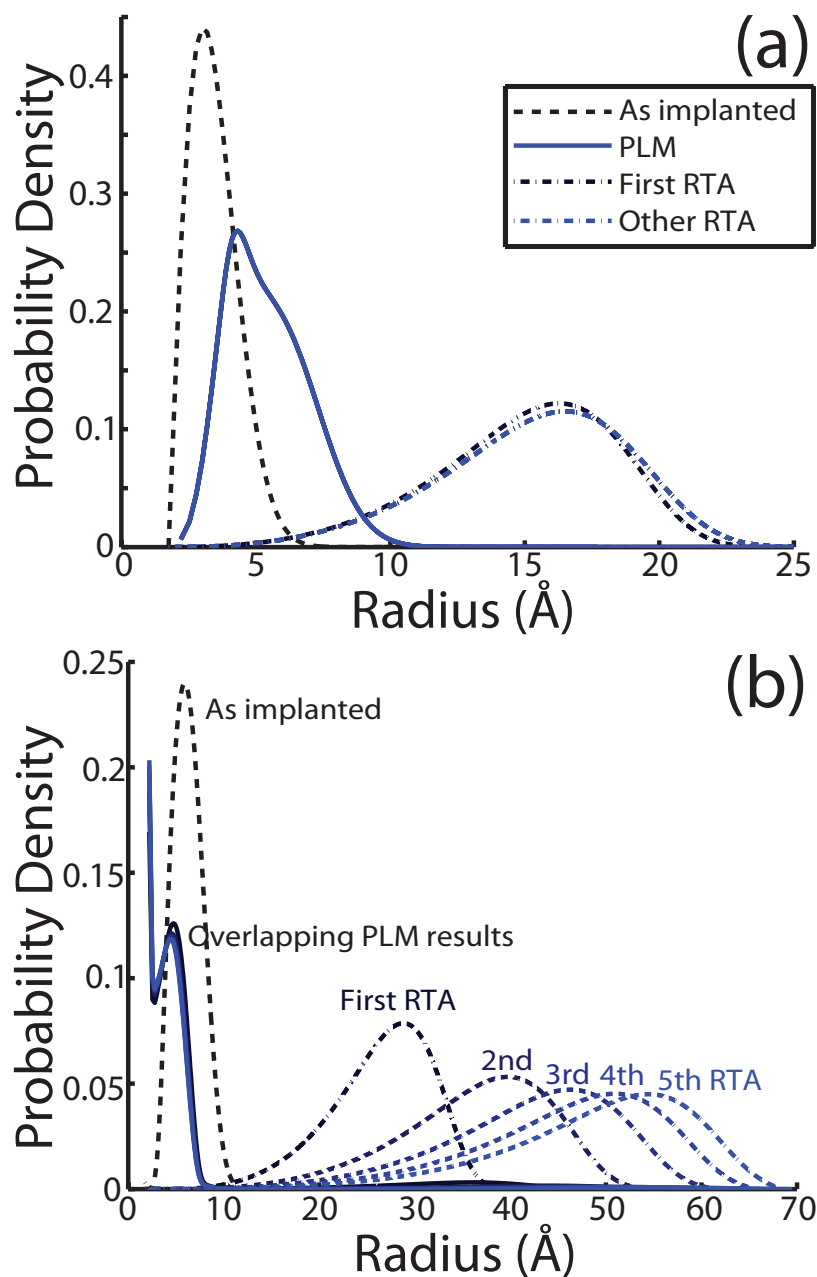 (a)
As implanted
PLM
First RTA
Other RTA
Probability Density
0.4
0.3
0.2
0.1
0
0 5 10 15 20 25
Radius (Å)
(b)
As implanted
Overlapping PLM results
First RTA
2nd
3rd 4th
5th RTA
Probability Density
0.25
0.2
0.15
0.1
0.05
0
0 10 20 30 40 50 60 70
Radius (Å)